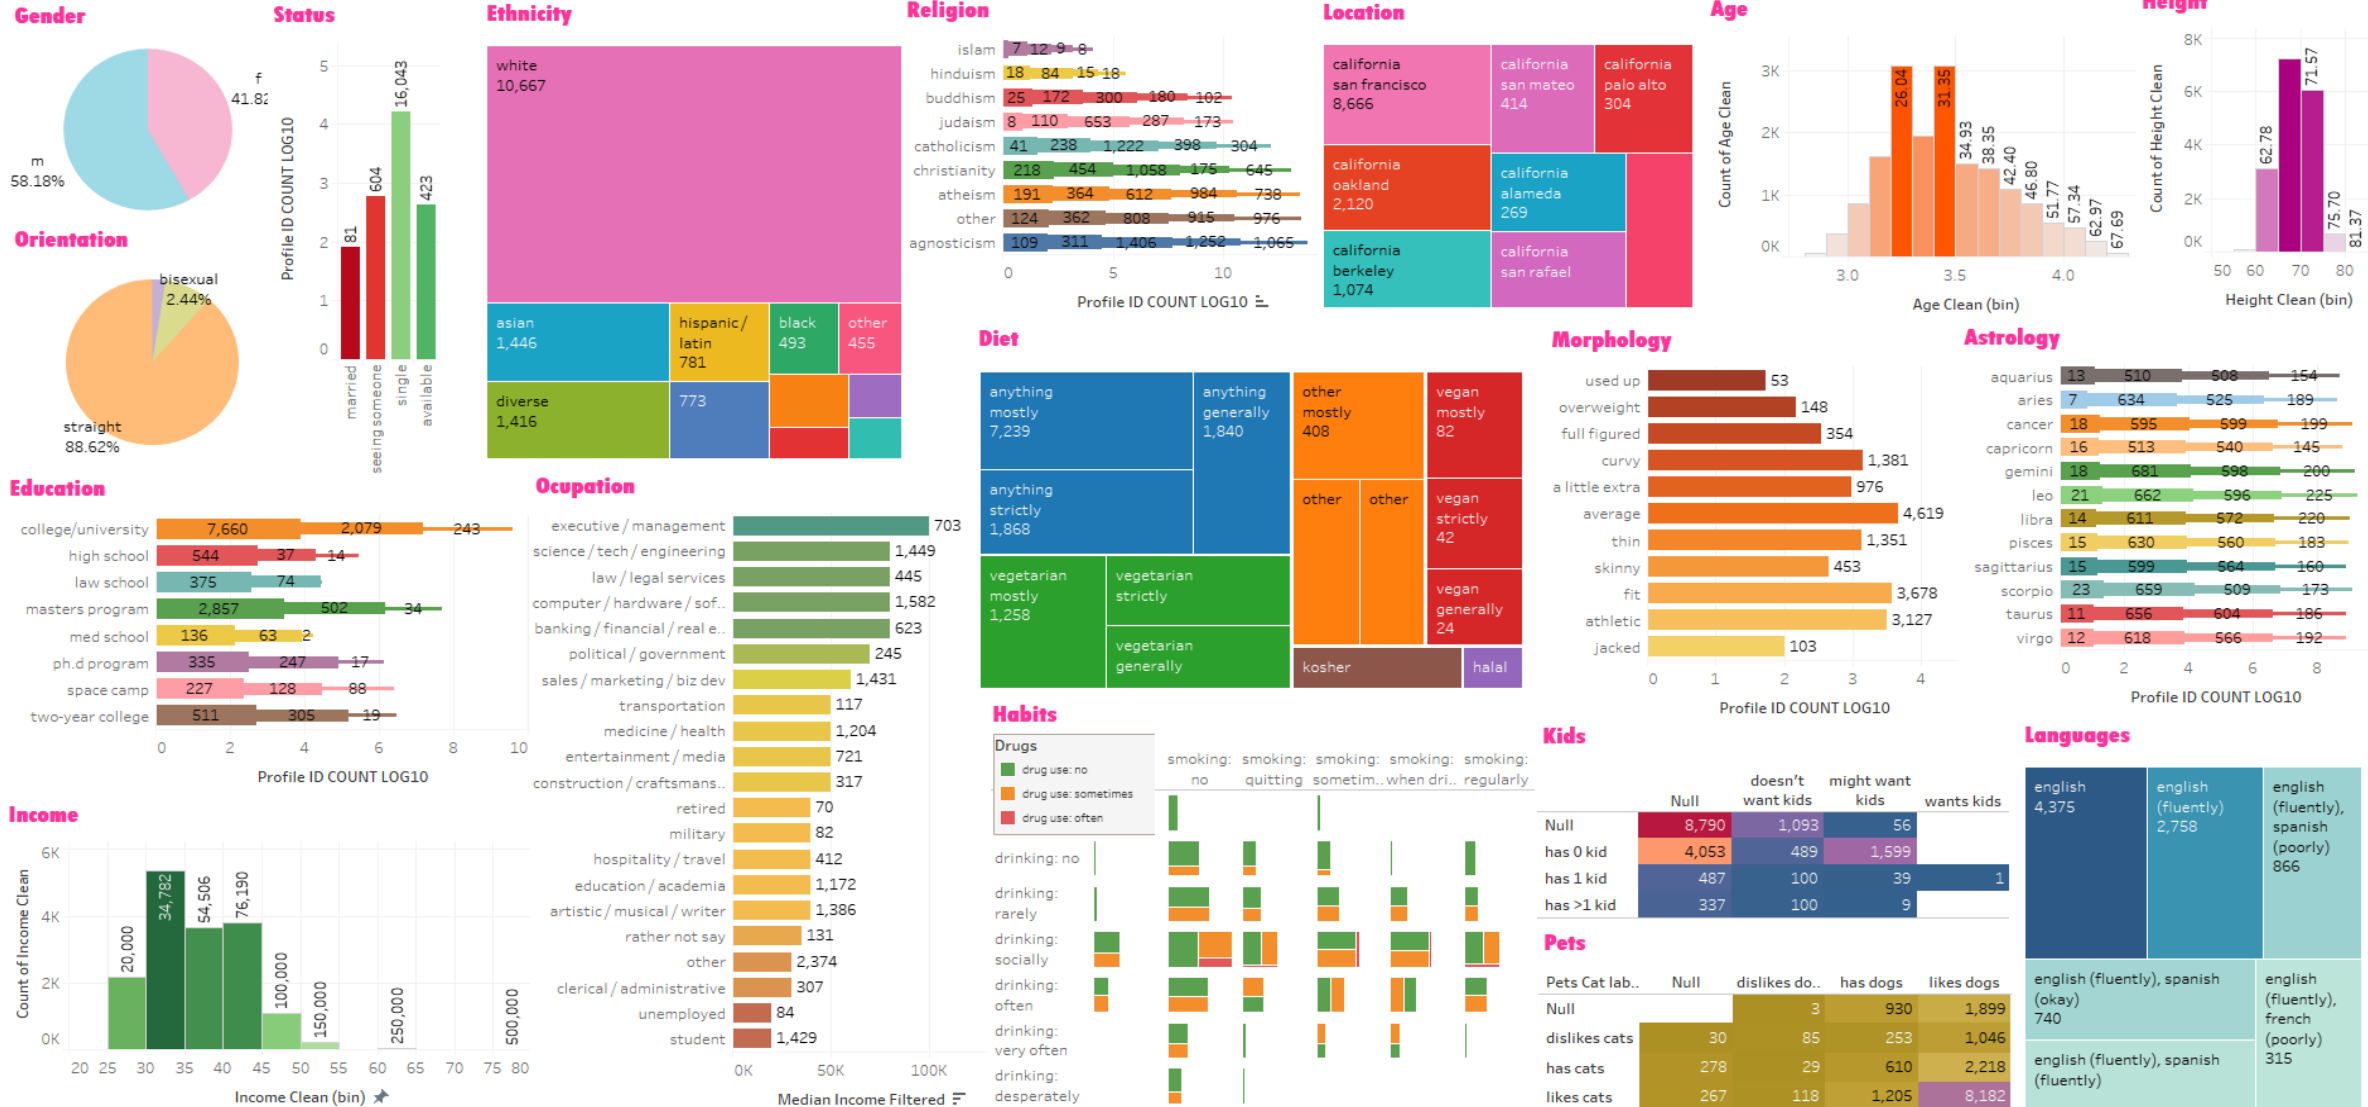 Gender
m
58.18%
f
41.82
Orientation
bisexual
2.44%
straight
88.62%
Status
Profile ID COUNT LOG10
5
4
3
2
1
0
81
604
16,043
423
married
seeing someone
single
available
Ethnicity
white
10,667
asian
1,446
diverse
1,416
hispanic /
latin
781
773
black
493
other
455
Religion
islam 7 12 9 8
hinduism 18 84 15 18
buddhism 25 172 300 180 102
judaism 8 110 653 287 173
catholicism 41 238 1,222 398 304
christianity 218 454 1,058 175 645
atheism 191 364 612 984 738
other 124 362 808 915 976
agnosticism 109 311 1,406 1,252 1,065
0 5 10
Profile ID COUNT LOG10
Location
california
san francisco
8,666
california
oakland
2,120
california
berkeley
1,074
california
san mateo
414
california
palo alto
304
california
alameda
269
california
san rafael
Age
Count of Age Clean
3K
2K
1K
0K
26.04
31.35
34.93
38.35
42.40
46.80
51.77
57.34
62.97
67.69
3.0 3.5 4.0
Age Clean (bin)
Height
Count of Height Clean
8K
6K
4K
2K
0K
62.78
71.57
75.70
81.37
50 60 70 80
Height Clean (bin)
Education
college/university 7,660 2,079 243
high school 544 37 14
law school 375 74
masters program 2,857 502 34
med school 136 63 2
ph.d program 335 247 17
space camp 227 128 88
two-year college 511 305 19
0 2 4 6 8 10
Profile ID COUNT LOG10
Income
Count of Income Clean
6K
4K
2K
0K
20,000
34,782
54,506
76,190
100,000
150,000
250,000
500,000
20 25 30 35 40 45 50 55 60 65 70 75 80
Income Clean (bin)
Ocupation
executive / management 703
science / tech / engineering 1,449
law / legal services 445
computer / hardware / sof.. 1,582
banking / financial / real e.. 623
political / government 245
sales / marketing / biz dev 1,431
transportation 117
medicine / health 1,204
entertainment / media 721
construction / craftsmans.. 317
retired 70
military 82
hospitality / travel 412
education / academia 1,172
artistic / musical / writer 1,386
rather not say 131
other 2,374
clerical / administrative 307
unemployed 84
student 1,429
0K 50K 100K
Median Income Filtered
Diet
anything
mostly
7,239
anything
strictly
1,868
anything
generally
1,840
vegetarian
mostly
1,258
vegetarian
strictly
vegetarian
generally
other
mostly
408
other
other
vegan
mostly
82
vegan
strictly
42
vegan
generally
24
kosher
halal
Morphology
used up 53
overweight 148
full figured 354
curvy 1,381
a little extra 976
average 4,619
thin 1,351
skinny 453
fit 3,678
athletic 3,127
jacked 103
0 1 2 3 4
Profile ID COUNT LOG10
Astrology
aquarius 13 510 508 154
aries 7 634 525 189
cancer 18 595 599 199
capricorn 16 513 540 145
gemini 18 681 598 200
leo 21 662 596 225
libra 14 611 572 220
pisces 15 630 560 183
sagittarius 15 599 564 160
scorpio 23 659 509 173
taurus 11 656 604 186
virgo 12 618 566 192
0 2 4 6 8
Profile ID COUNT LOG10
Habits
Drugs
drug use: no
drug use: sometimes
drug use: often
smoking: smoking: smoking: smoking: smoking:
no quitting sometim.. when dri.. regularly
drinking: no
drinking:
rarely
drinking:
socially
drinking:
often
drinking:
very often
drinking:
desperately
Kids
doesn't might want
Null want kids kids wants kids
Null 8,790 1,093 56
has 0 kid 4,053 489 1,599
has 1 kid 487 100 39 1
has >1 kid 337 100 9
Pets
Pets Cat lab.. Null dislikes do.. has dogs likes dogs
Null 3 930 1,899
dislikes cats 30 85 253 1,046
has cats 278 29 610 2,218
likes cats 267 118 1,205 8,182
Languages
english
4,375
english
(fluently)
2,758
english
(fluently),
spanish
(poorly)
866
english (fluently), spanish
(okay)
740
english (fluently), spanish
(fluently)
english
(fluently),
french
(poorly)
315